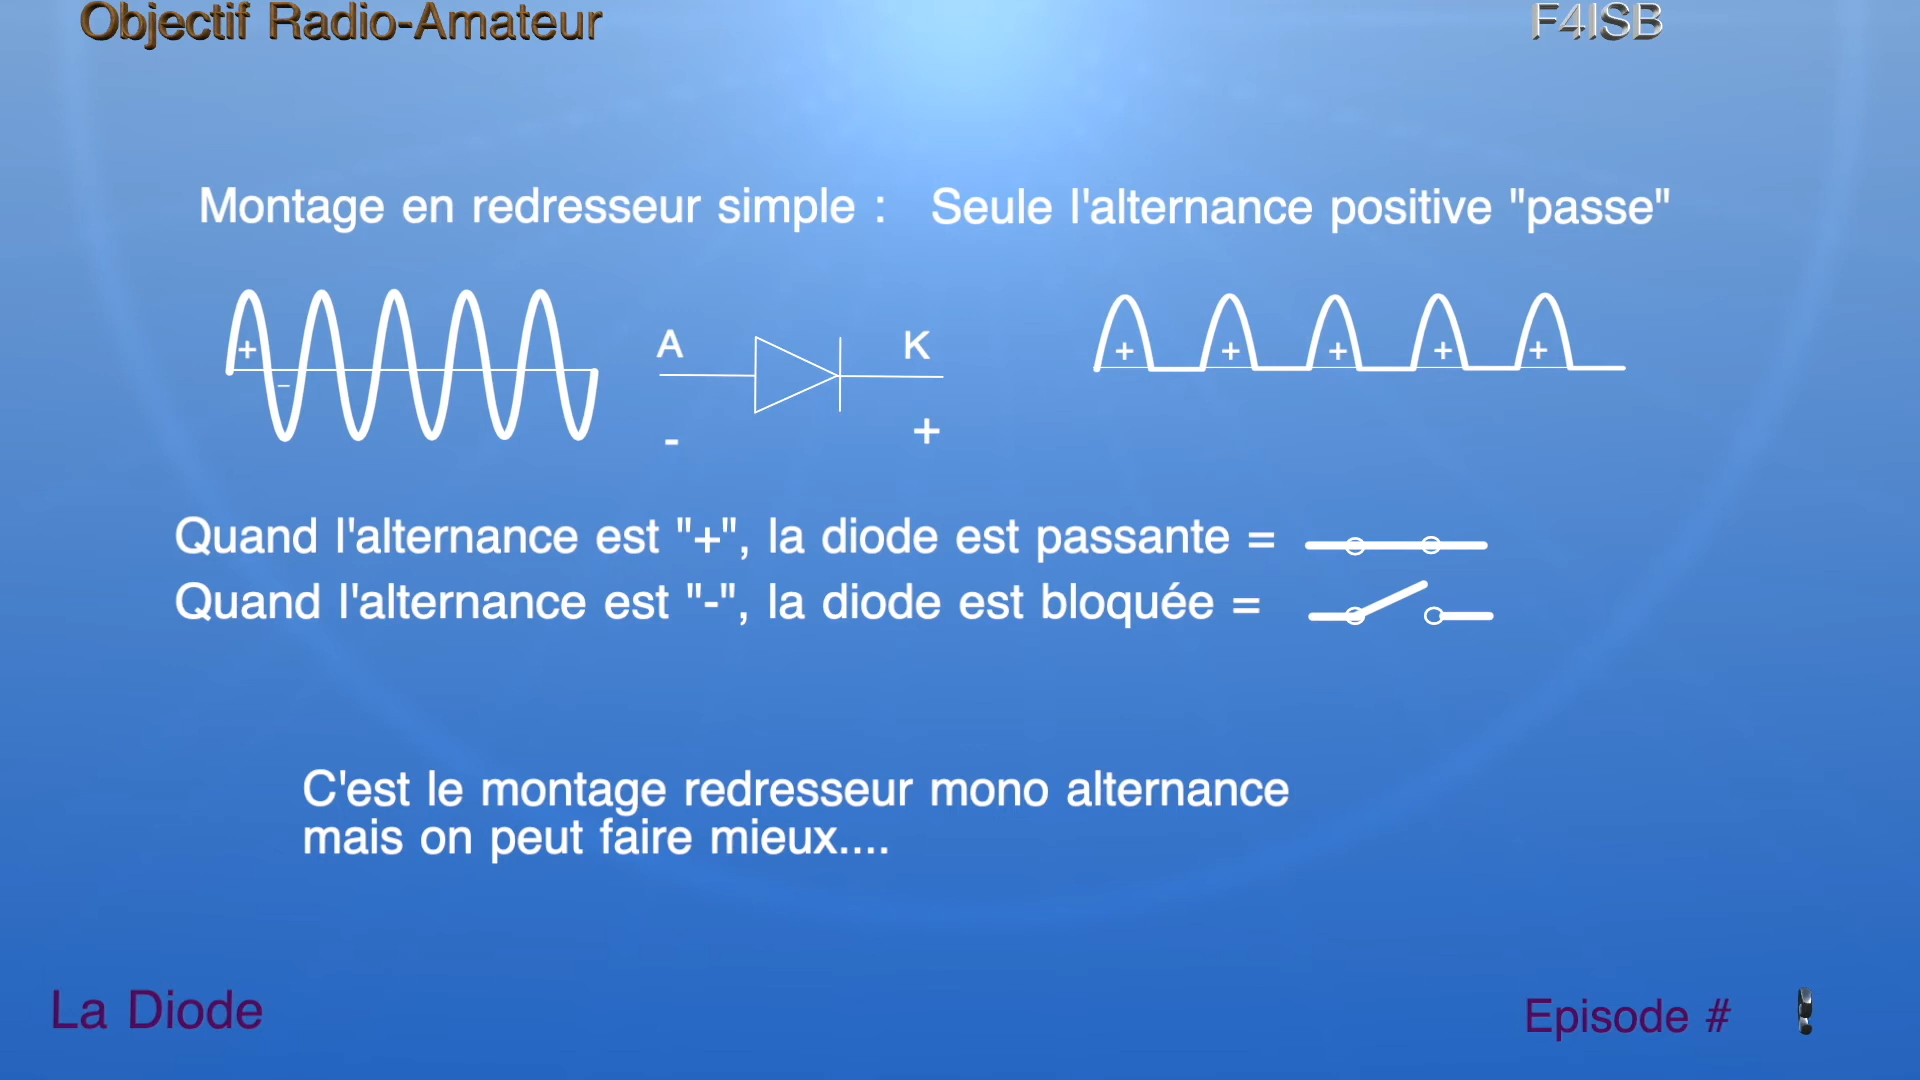 Objectif Radio-Amateur
F4ISB
Montage en redresseur simple : Seule l'alternance positive "passe"
+ + + + + +
–
A K
- +
Quand l'alternance est "+", la diode est passante =
Quand l'alternance est "-", la diode est bloquée =
C'est le montage redresseur mono alternance
mais on peut faire mieux....
La Diode
Episode #